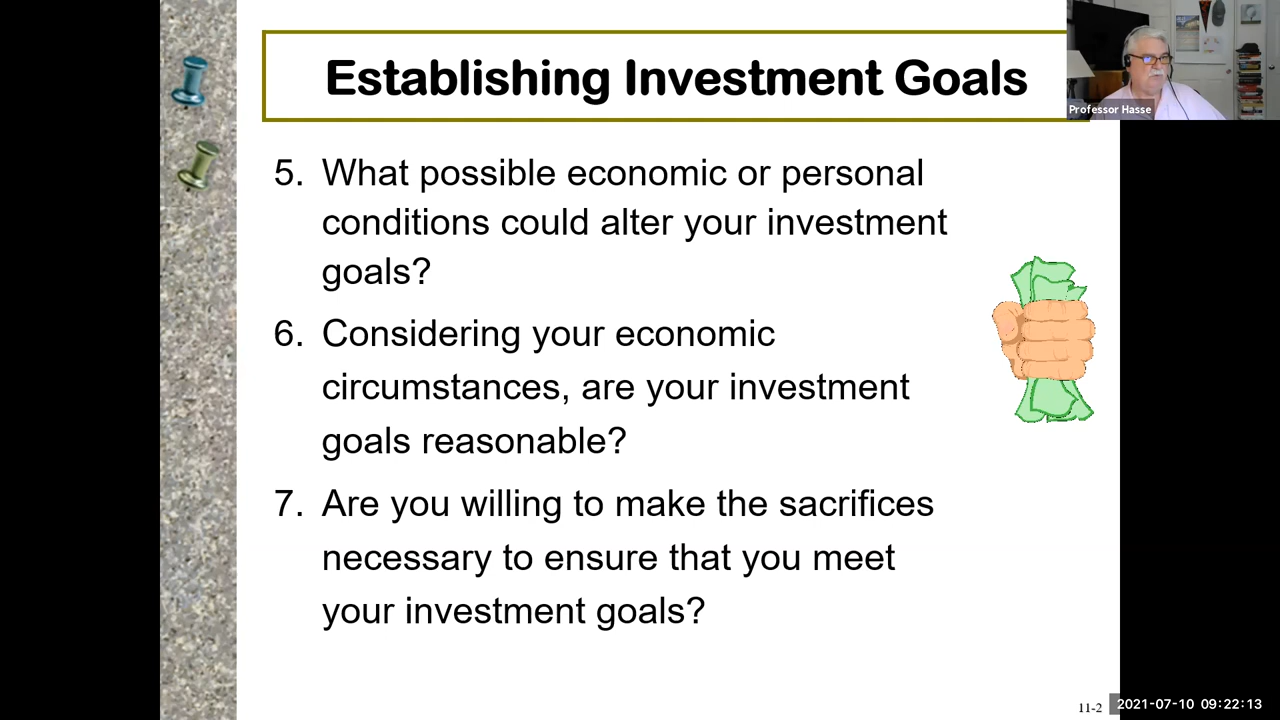 Establishing Investment Goals
Professor Hasse
5. What possible economic or personal
conditions could alter your investment
goals?
6. Considering your economic
circumstances, are your investment
goals reasonable?
7. Are you willing to make the sacrifices
necessary to ensure that you meet
your investment goals?
11-2
2021-07-10 09:22:13